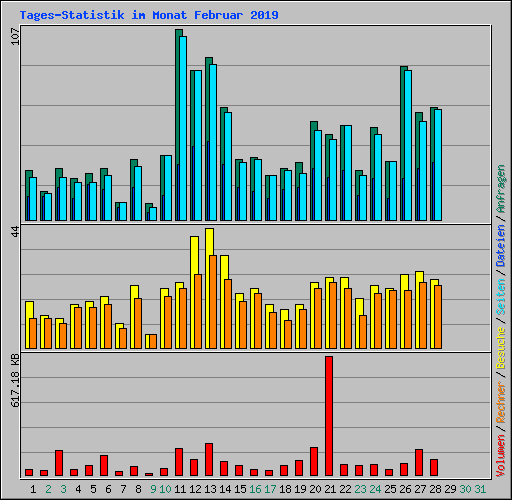 Tages-Statistik im Monat Februar 2019
107
44
617.18 KB
Volumen / Rechner / Besuche / Seiten / Dateien / Anfragen
1 2 3 4 5 6 7 8 9 10 11 12 13 14 15 16 17 18 19 20 21 22 23 24 25 26 27 28 29 30 31